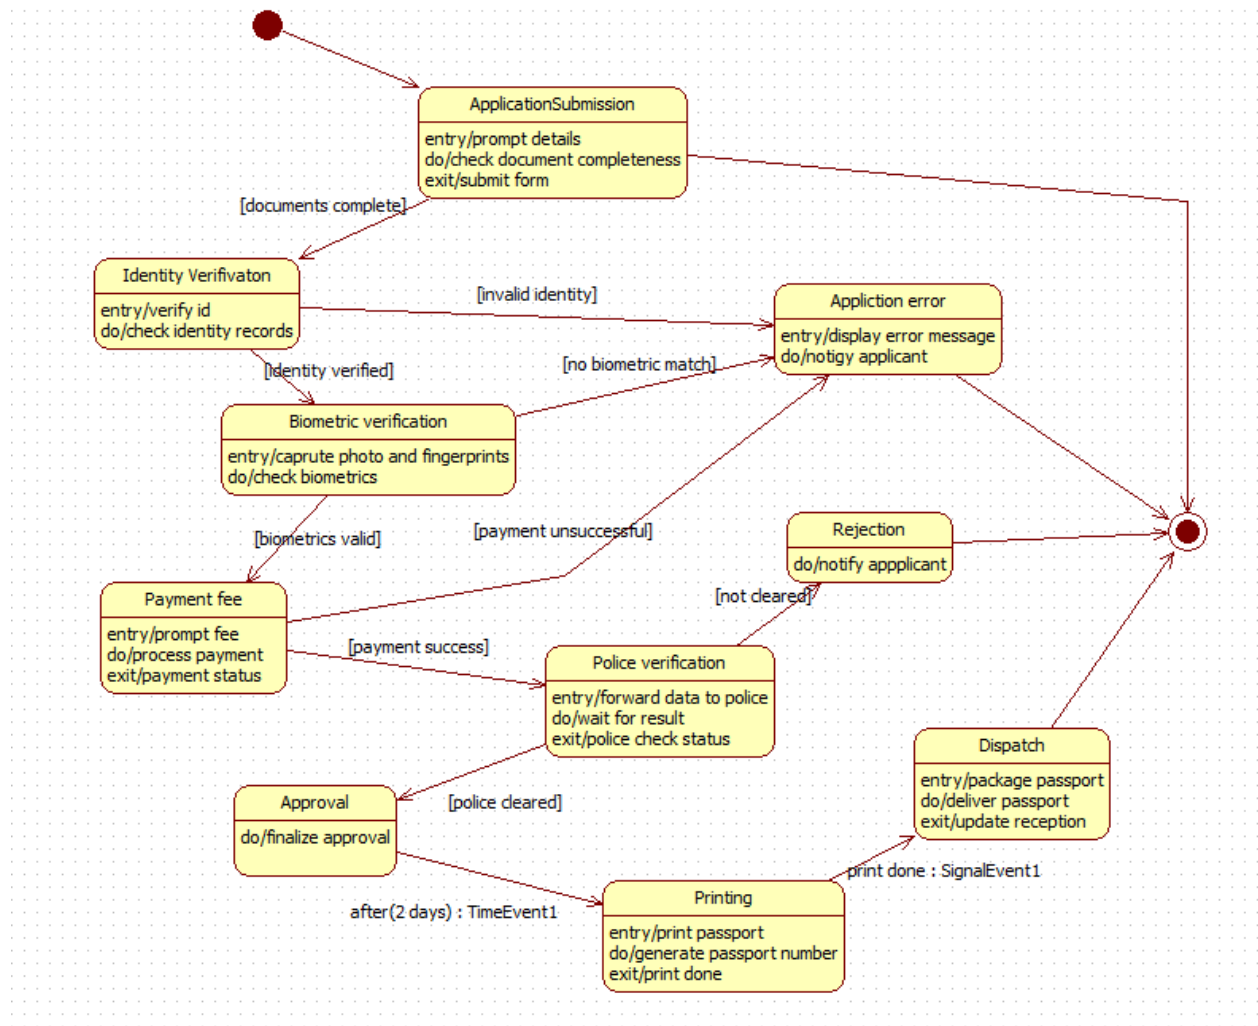 ApplicationSubmission
entry/prompt details
do/check document completeness
exit/submit form
[documents complete]
Identity Verifivaton
entry/verify id
do/check identity records
[invalid identity]
Appliction error
entry/display error message
do/notigy applicant
[identity verified]
[no biometric match]
Biometric verification
entry/caprute photo and fingerprints
do/check biometrics
[biometrics valid]
[payment unsuccessful]
Rejection
do/notify appplicant
[not cleared]
Payment fee
entry/prompt fee
do/process payment
exit/payment status
[payment success]
Police verification
entry/forward data to police
do/wait for result
exit/police check status
Dispatch
entry/package passport
do/deliver passport
exit/update reception
Approval
do/finalize approval
[police cleared]
print done : SignalEvent1
after(2 days) : TimeEvent1
Printing
entry/print passport
do/generate passport number
exit/print done